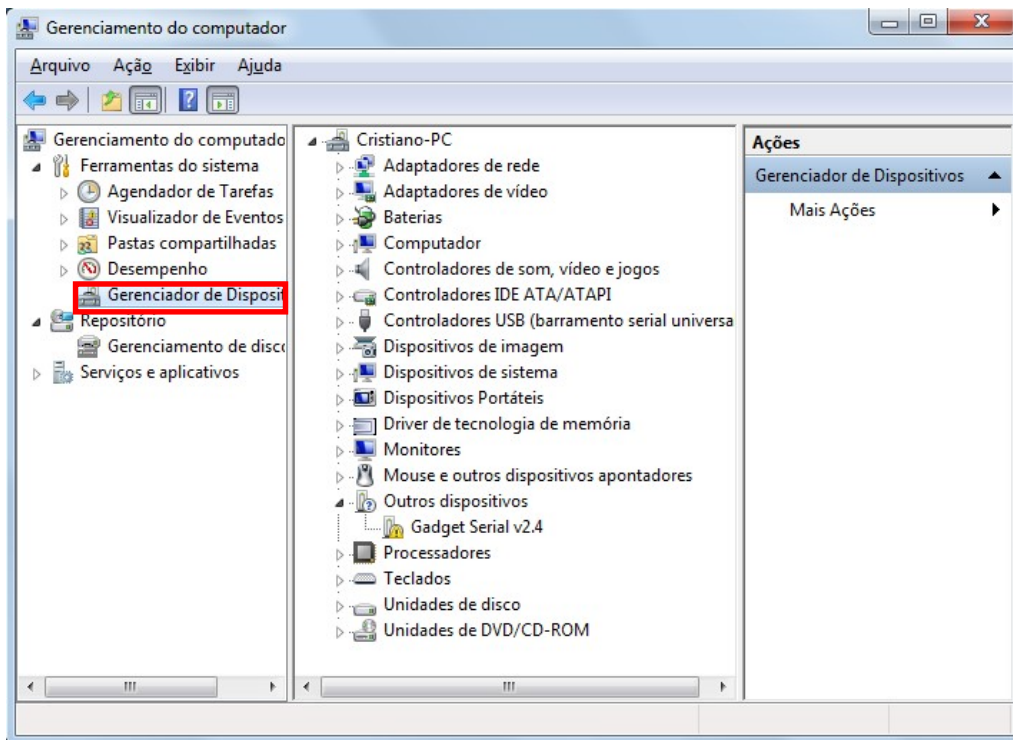 Gerenciamento do computador
Arquivo Ação Exibir Ajuda
Gerenciamento do computado
Ferramentas do sistema
Agendador de Tarefas
Visualizador de Eventos
Pastas compartilhadas
Desempenho
Gerenciador de Disposit
Repositório
Gerenciamento de disco
Serviços e aplicativos
Cristiano-PC
Adaptadores de rede
Adaptadores de vídeo
Baterias
Computador
Controladores de som, vídeo e jogos
Controladores IDE ATA/ATAPI
Controladores USB (barramento serial universa
Dispositivos de imagem
Dispositivos de sistema
Dispositivos Portáteis
Driver de tecnologia de memória
Monitores
Mouse e outros dispositivos apontadores
Outros dispositivos
Gadget Serial v2.4
Processadores
Teclados
Unidades de disco
Unidades de DVD/CD-ROM
Ações
Gerenciador de Dispositivos
Mais Ações